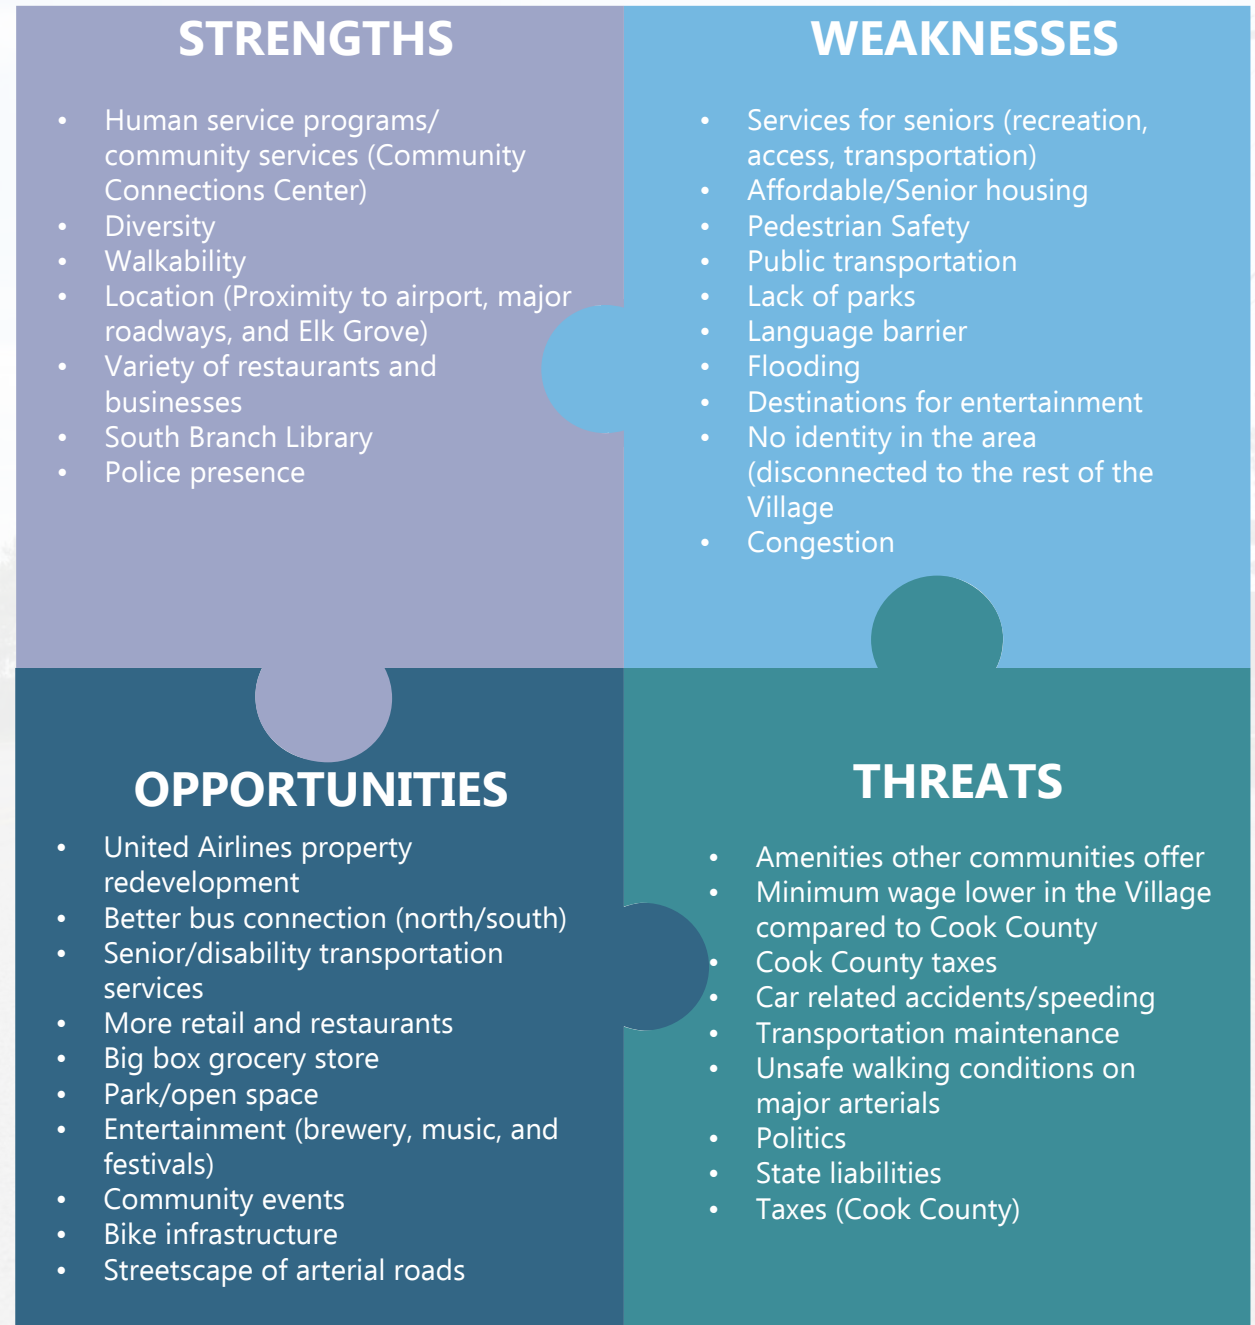 STRENGTHS
• Human service programs/
community services (Community
Connections Center)
• Diversity
• Walkability
• Location (Proximity to airport, major
roadways, and Elk Grove)
• Variety of restaurants and
businesses
• South Branch Library
• Police presence
WEAKNESSES
• Services for seniors (recreation,
access, transportation)
• Affordable/Senior housing
• Pedestrian Safety
• Public transportation
• Lack of parks
• Language barrier
• Flooding
• Destinations for entertainment
• No identity in the area
(disconnected to the rest of the
Village
• Congestion
OPPORTUNITIES
• United Airlines property
redevelopment
• Better bus connection (north/south)
• Senior/disability transportation
services
• More retail and restaurants
• Big box grocery store
• Park/open space
• Entertainment (brewery, music, and
festivals)
• Community events
• Bike infrastructure
• Streetscape of arterial roads
THREATS
• Amenities other communities offer
• Minimum wage lower in the Village
compared to Cook County
• Cook County taxes
• Car related accidents/speeding
• Transportation maintenance
• Unsafe walking conditions on
major arterials
• Politics
• State liabilities
• Taxes (Cook County)